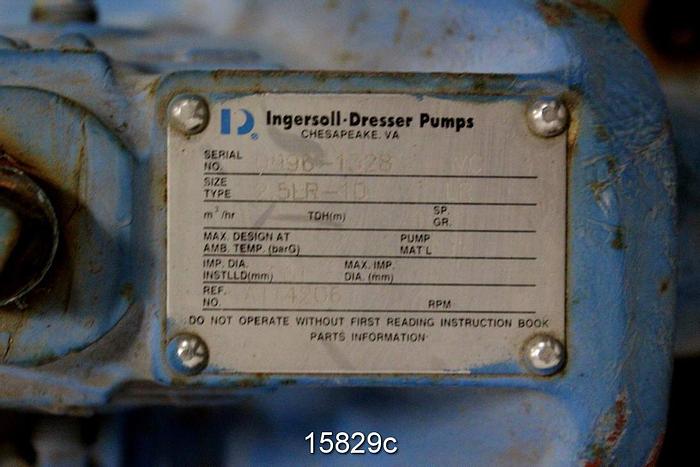 Ingersoll-Dresser Pumps
CHESAPEAKE, VA
SERIAL
NO. 0996-1328
SIZE
TYPE 2.5LR-10
m³/hr TDH(m) SP. GR.
MAX. DESIGN AT
AMB. TEMP. (barG) PUMP MAT'L
IMP. DIA.
INSTLLD(mm) MAX. IMP. DIA. (mm)
REF.
NO. RPM
DO NOT OPERATE WITHOUT FIRST READING INSTRUCTION BOOK
PARTS INFORMATION
15829c